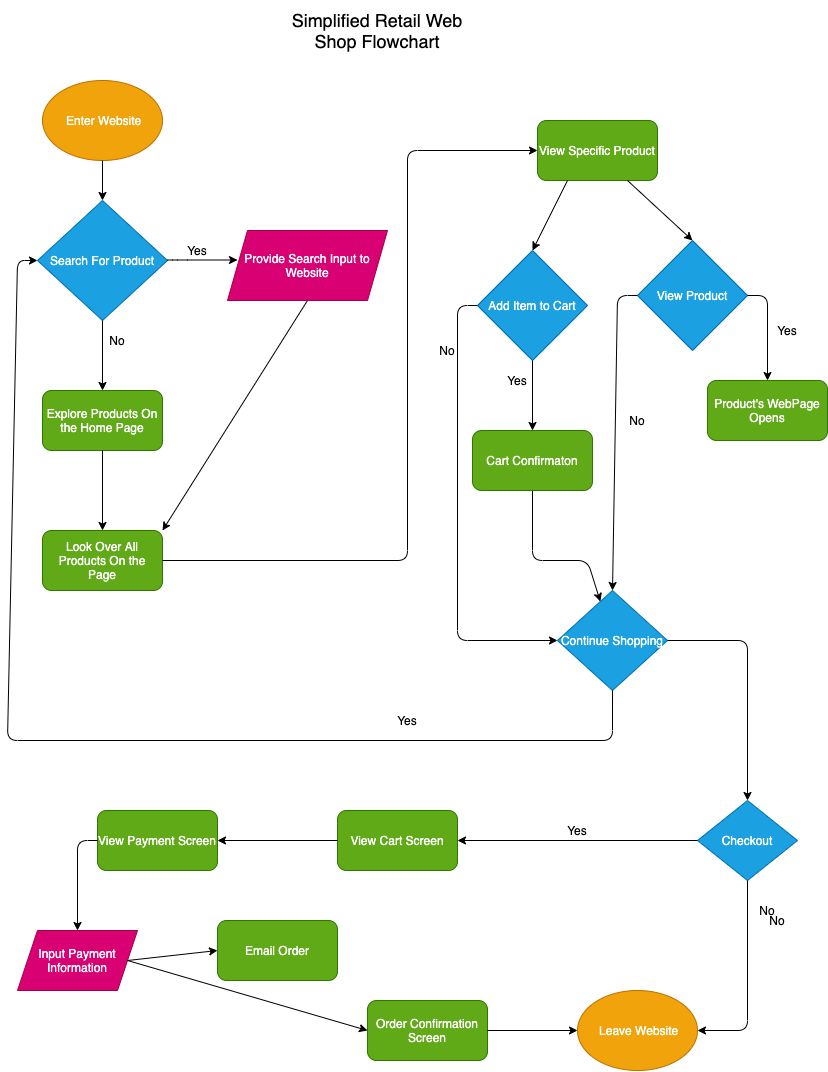 Simplified Retail Web
Shop Flowchart
Enter Website
View Specific Product
Search For Product
Yes
Provide Search Input to
Website
Add Item to Cart
View Product
No
No
Yes
Yes
Explore Products On
the Home Page
Product's WebPage
Opens
No
Cart Confirmaton
Look Over All
Products On the
Page
Continue Shopping
Yes
View Payment Screen
View Cart Screen
Yes
Checkout
No
No
Input Payment
Information
Email Order
Order Confirmation
Screen
Leave Website